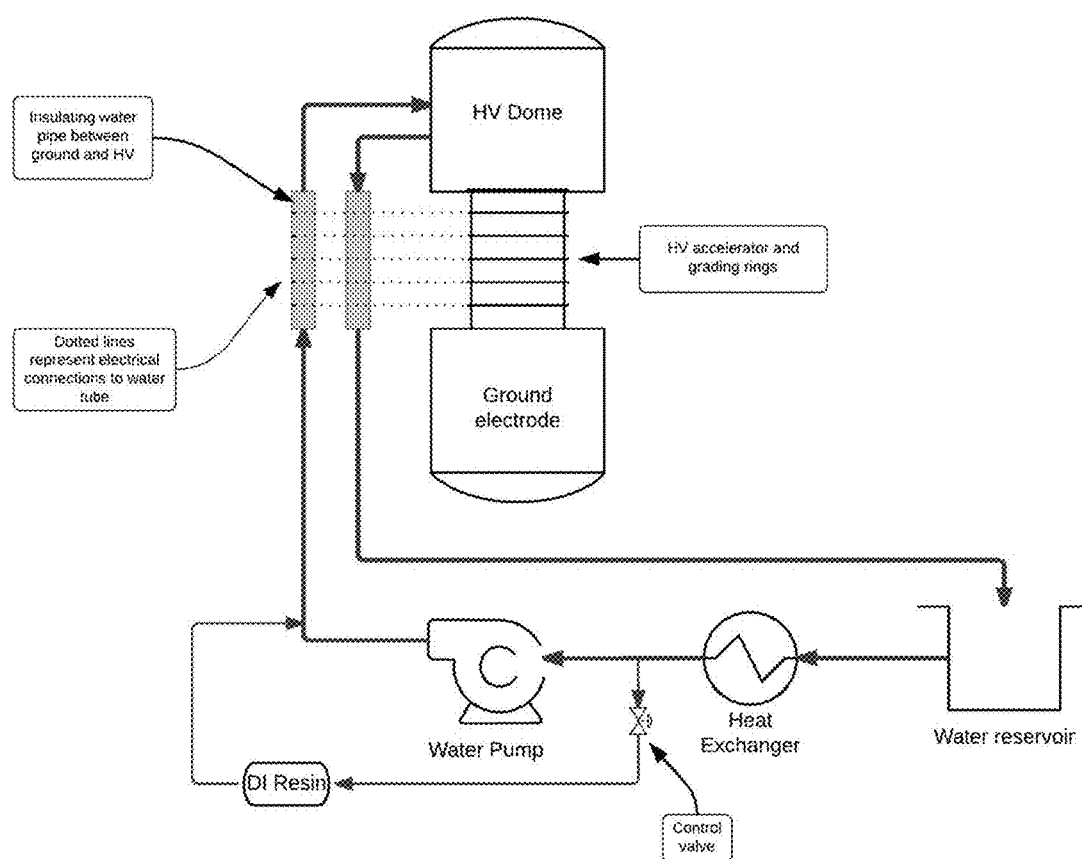 HV Dome
Insulating water
pipe between
ground and HV
HV accelerator and
grading rings
Dotted lines
represent electrical
connections to water
tube
Ground
electrode
Water Pump
Heat
Exchanger
Water reservoir
DI Resin
Control
valve